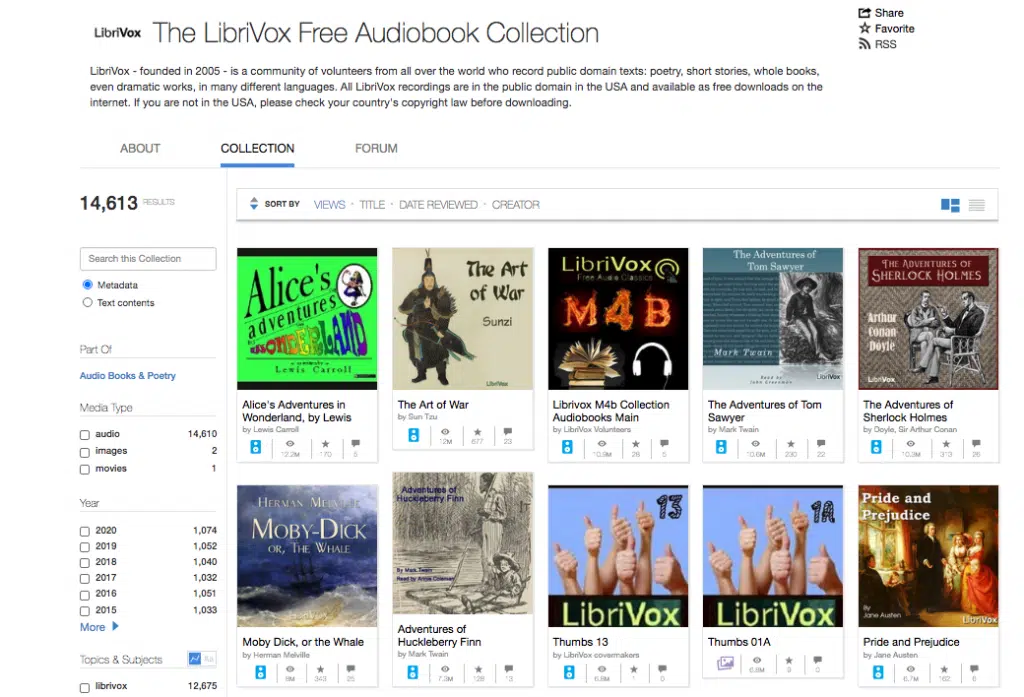 LibriVox The LibriVox Free Audiobook Collection
Share
Favorite
RSS
LibriVox - founded in 2005 - is a community of volunteers from all over the world who record public domain texts: poetry, short stories, whole books,
even dramatic works, in many different languages. All LibriVox recordings are in the public domain in the USA and available as free downloads on the
internet. If you are not in the USA, please check your country's copyright law before downloading.
ABOUT COLLECTION FORUM
14,613 RESULTS
SORT BY VIEWS · TITLE · DATE REVIEWED · CREATOR
Search this Collection
Metadata
Text contents
Part Of
Audio Books & Poetry
Media Type
audio 14,610
images 2
movies 1
Year
2020 1,074
2019 1,052
2018 1,040
2017 1,032
2016 1,051
2015 1,033
More
Topics & Subjects
librivox 12,675
Alice's
adventures
in
WONDERLAND
Lewis Carroll
Alice's Adventures in
Wonderland, by Lewis
by Lewis Carroll
12.2M 170 5
The Art
of War
Sunzi
LibriVox
The Art of War
by Sun Tzu
12M 677 23
LibriVox
Free Audio Classics
M4B
Librivox M4b Collection
Audiobooks Main
by LibriVox Volunteers
10.9M 26 5
The Adventures of
Tom Sawyer
Mark Twain
Read by
John Greenman
LibriVox
The Adventures of Tom
Sawyer
by Mark Twain
10.6M 230 22
THE ADVENTURES OF
SHERLOCK HOLMES
Arthur
Conan
Doyle
LibriVox
The Adventures of
Sherlock Holmes
by Doyle, Sir Arthur Conan
10.3M 313 26
HERMAN MELVILLE
MOBY-DICK
OR, THE WHALE
LibriVox
Moby Dick, or the Whale
by Herman Melville
8M 343 25
Adventures of
Huckleberry Finn
By Mark Twain
Read by Annie Coleman
Adventures of
Huckleberry Finn
by Mark Twain
7.3M 128 13
13
LibriVox
Thumbs 13
by LibriVox covermakers
6.8M 1 0
1A
LibriVox
Thumbs 01A
6.8M 3 0
Pride and
Prejudice
By
Jane Austen
LibriVox
Pride and Prejudice
by Jane Austen
6.7M 162 6